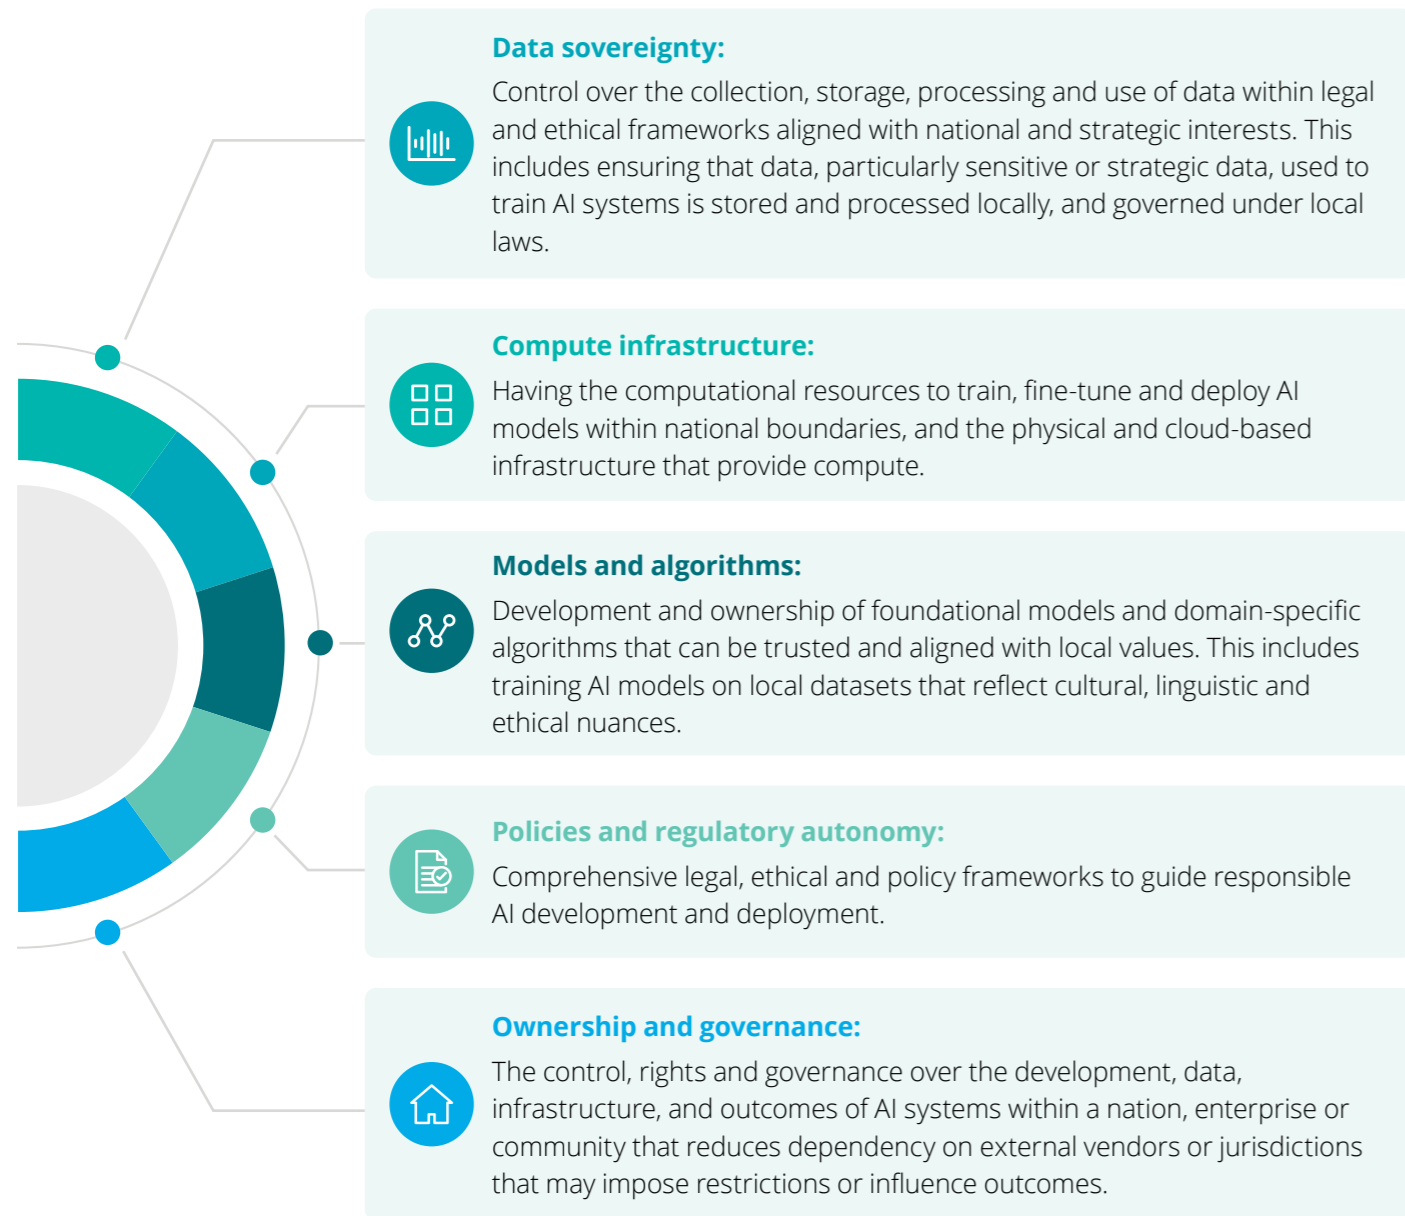 Data sovereignty:
Control over the collection, storage, processing and use of data within legal
and ethical frameworks aligned with national and strategic interests. This
includes ensuring that data, particularly sensitive or strategic data, used to
train AI systems is stored and processed locally, and governed under local
laws.
Compute infrastructure:
Having the computational resources to train, fine-tune and deploy AI
models within national boundaries, and the physical and cloud-based
infrastructure that provide compute.
Models and algorithms:
Development and ownership of foundational models and domain-specific
algorithms that can be trusted and aligned with local values. This includes
training AI models on local datasets that reflect cultural, linguistic and
ethical nuances.
Policies and regulatory autonomy:
Comprehensive legal, ethical and policy frameworks to guide responsible
AI development and deployment.
Ownership and governance:
The control, rights and governance over the development, data,
infrastructure, and outcomes of AI systems within a nation, enterprise or
community that reduces dependency on external vendors or jurisdictions
that may impose restrictions or influence outcomes.